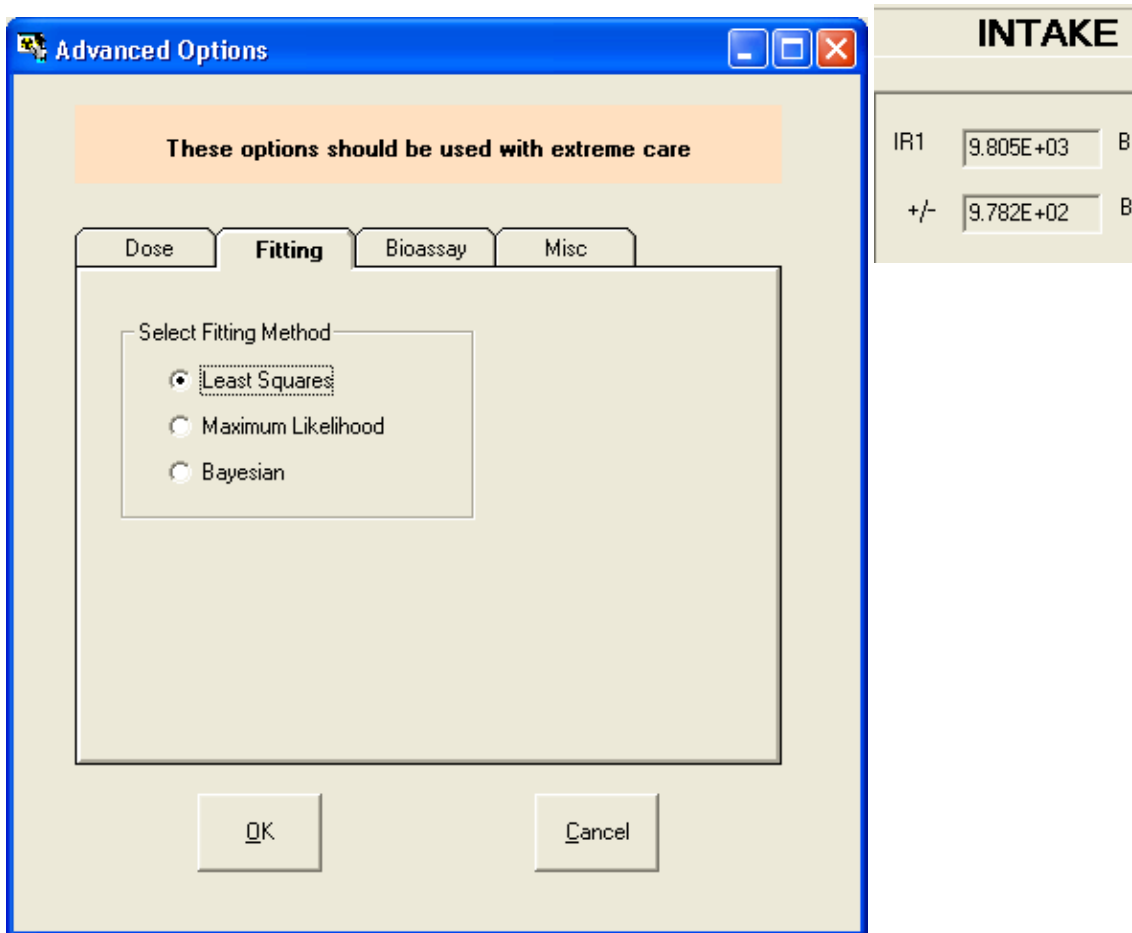 Advanced Options
These options should be used with extreme care
Dose Fitting Bioassay Misc
Select Fitting Method
Least Squares
Maximum Likelihood
Bayesian
OK Cancel
INTAKE
IR1 9.805E+03 B
+/- 9.782E+02 B